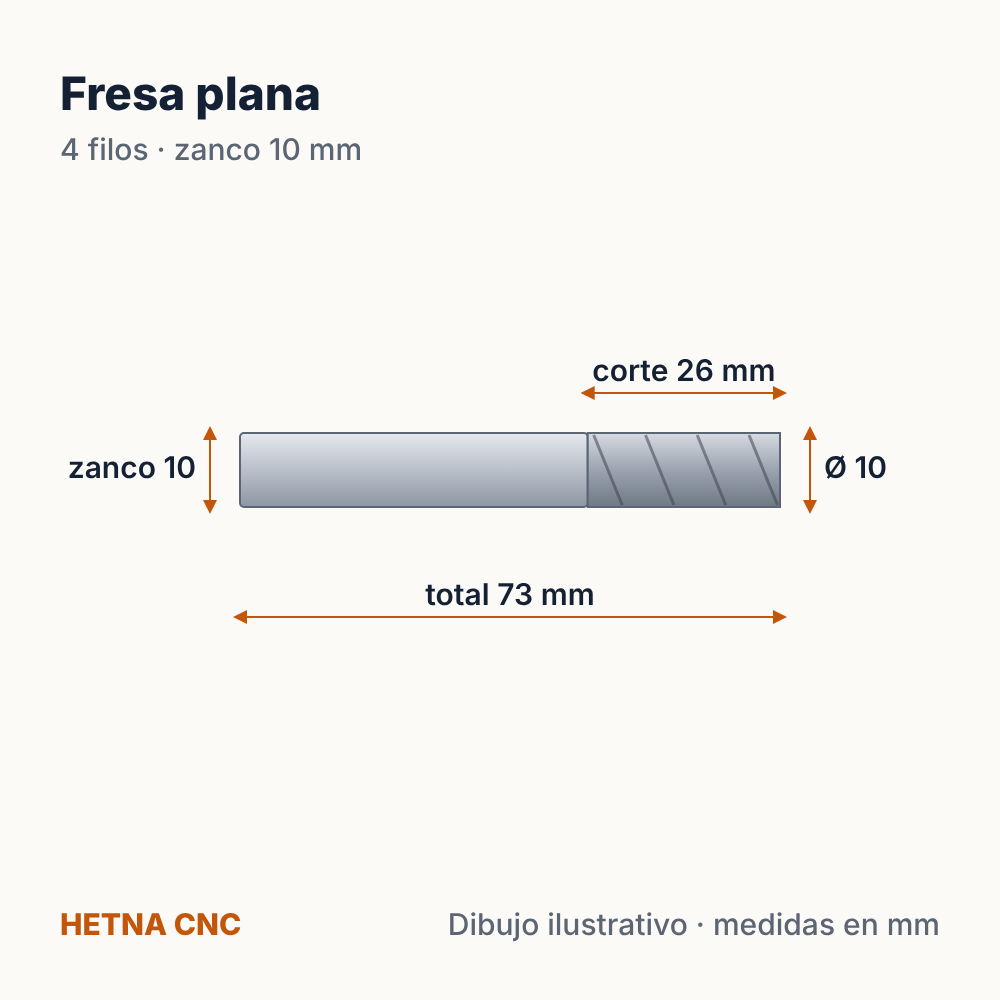 Fresa plana
4 filos · zanco 10 mm
corte 26 mm
zanco 10
Ø 10
total 73 mm
HETNA CNC
Dibujo ilustrativo · medidas en mm